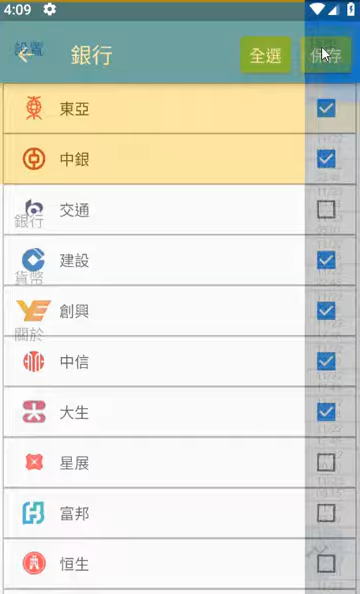 4:09
設置
銀行
全選
保存
東亞
中銀
交通
銀行
建設
貨幣
創興
關於
中信
大生
星展
富邦
恒生